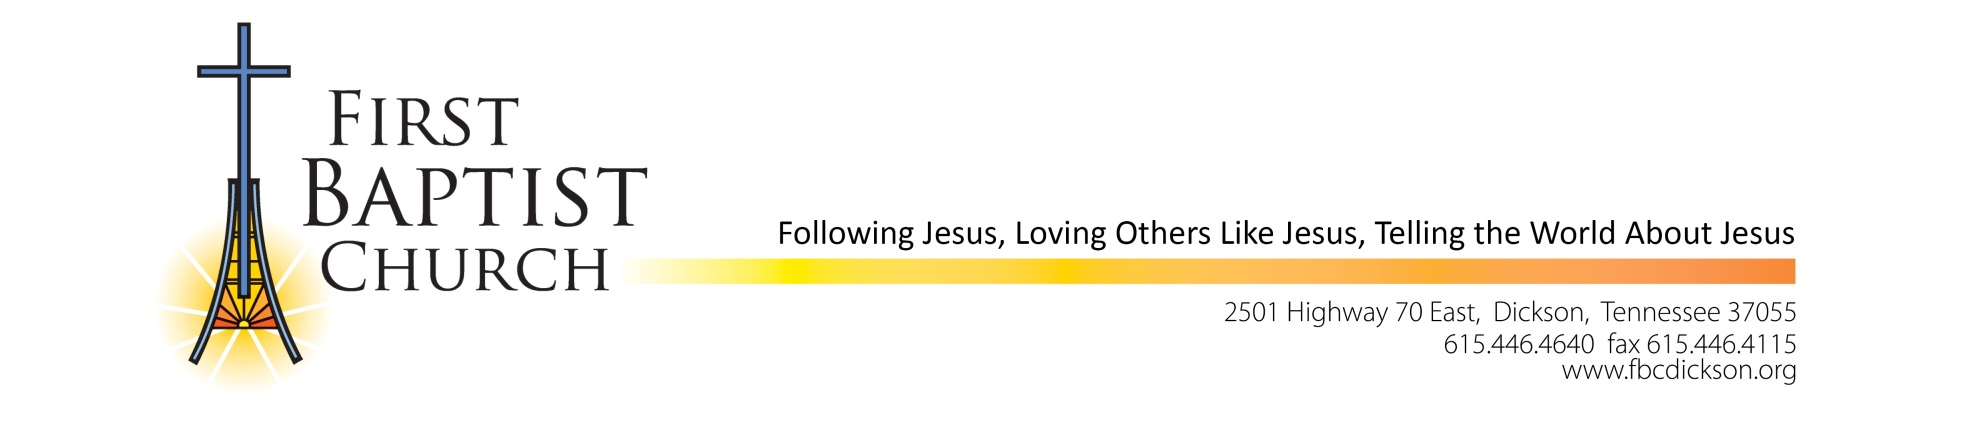 First
Baptist
Church
Following Jesus, Loving Others Like Jesus, Telling the World About Jesus
2501 Highway 70 East, Dickson, Tennessee 37055
615.446.4640 fax 615.446.4115
www.fbcdickson.org